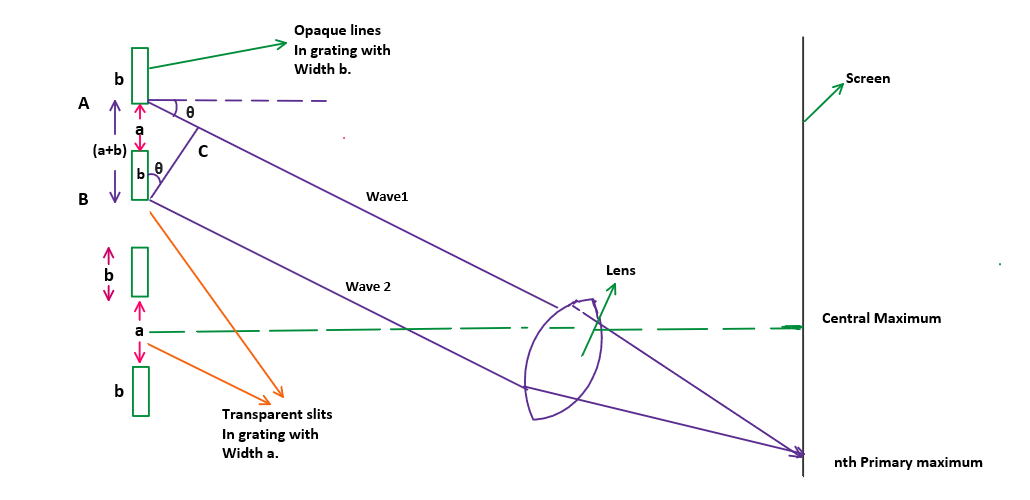 Opaque lines
In grating with
Width b.
b
A
θ
Screen
a
(a+b)
C
b
θ
B
Wave1
b
Wave 2
Lens
a
Central Maximum
b
Transparent slits
In grating with
Width a.
nth Primary maximum